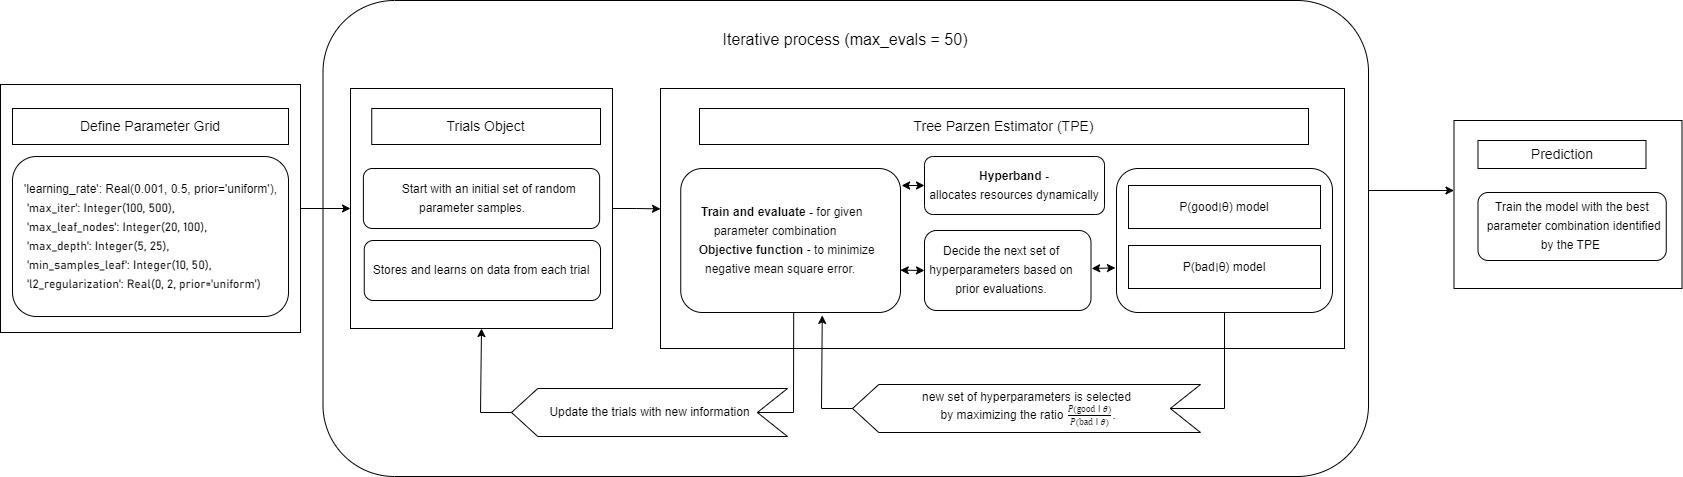 Iterative process (max_evals = 50)
Define Parameter Grid
'learning_rate': Real(0.001, 0.5, prior='uniform'),
'max_iter': Integer(100, 500),
'max_leaf_nodes': Integer(20, 100),
'max_depth': Integer(5, 25),
'min_samples_leaf': Integer(10, 50),
'l2_regularization': Real(0, 2, prior='uniform')
Trials Object
Start with an initial set of random
parameter samples.
Stores and learns on data from each trial
Tree Parzen Estimator (TPE)
Train and evaluate - for given
parameter combination
Objective function - to minimize
negative mean square error.
Hyperband -
allocates resources dynamically
Decide the next set of
hyperparameters based on
prior evaluations.
P(good|θ) model
P(bad|θ) model
Update the trials with new information
new set of hyperparameters is selected
by maximizing the ratio P(good | θ) / P(bad | θ).
Prediction
Train the model with the best
parameter combination identified
by the TPE